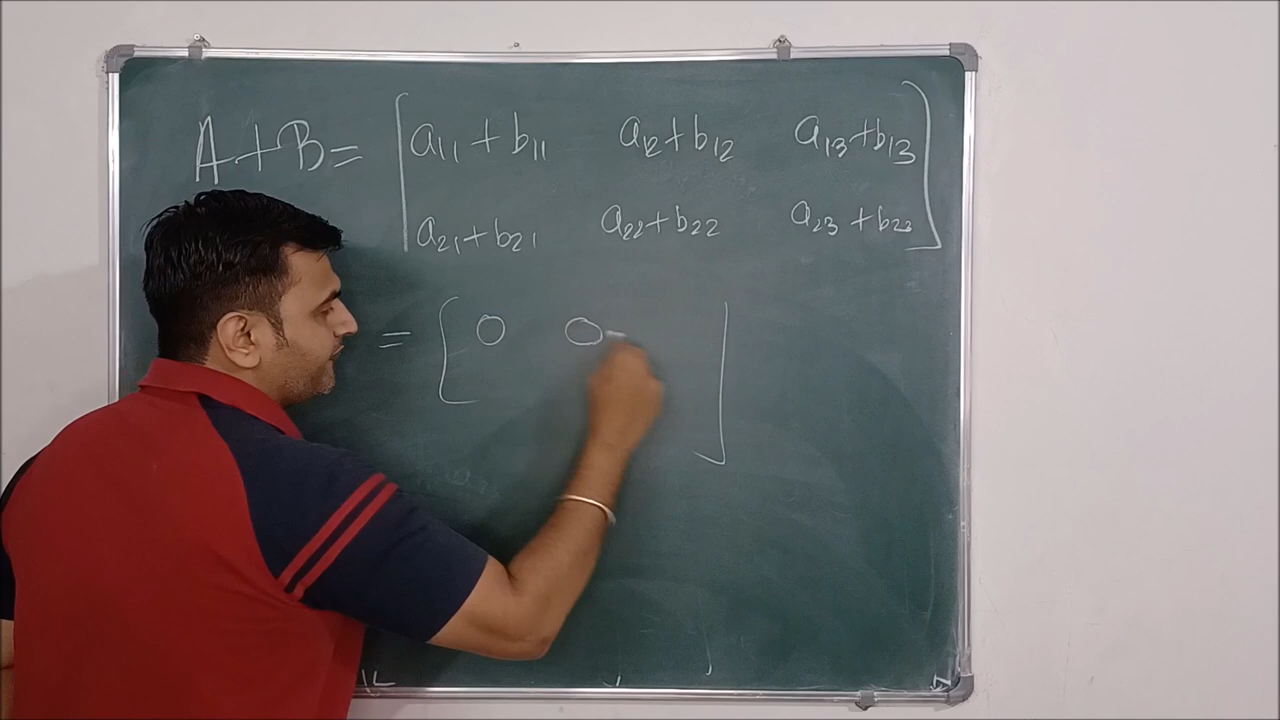 A+B= [a11+b11 a12+b12 a13+b13
a21+b21 a22+b22 a23+b23]
= [0 0 ]